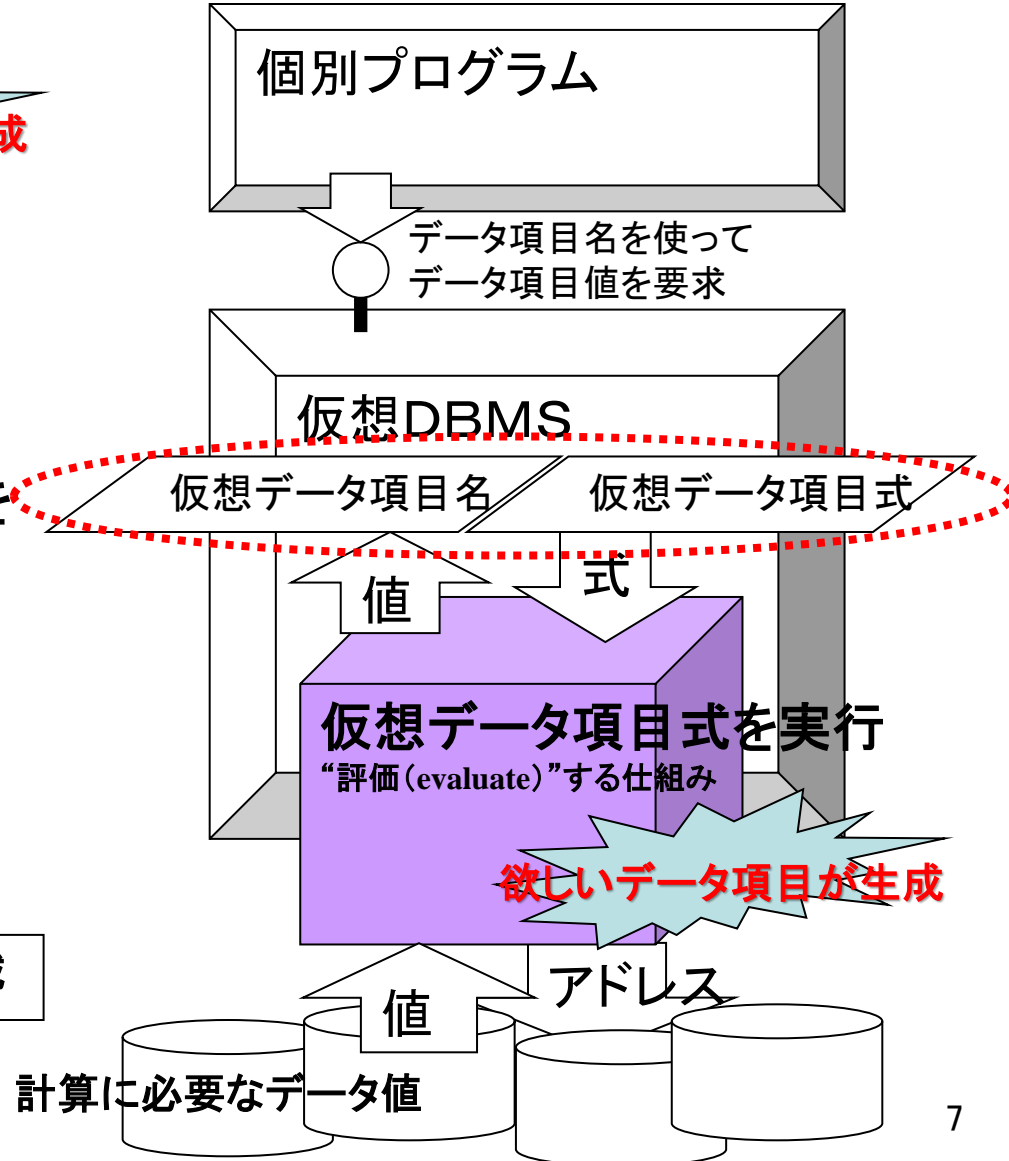 個別プログラム
成
データ項目名を使って
データ項目値を要求
仮想DBMS
を
仮想データ項目名
仮想データ項目式
値
式
仮想データ項目式を実行
“評価(evaluate)”する仕組み
欲しいデータ項目が生成
成
アドレス
値
計算に必要なデータ値
7